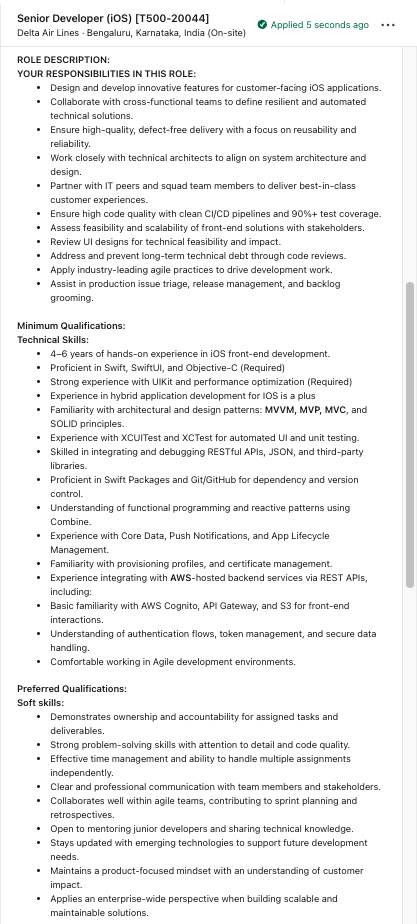 Senior Developer (iOS) [T500-20044]
Delta Air Lines · Bengaluru, Karnataka, India (On-site)
Applied 5 seconds ago
ROLE DESCRIPTION:
YOUR RESPONSIBILITIES IN THIS ROLE:
• Design and develop innovative features for customer-facing iOS applications.
• Collaborate with cross-functional teams to define resilient and automated
technical solutions.
• Ensure high-quality, defect-free delivery with a focus on reusability and
reliability.
• Work closely with technical architects to align on system architecture and
design.
• Partner with IT peers and squad team members to deliver best-in-class
customer experiences.
• Ensure high code quality with clean CI/CD pipelines and 90%+ test coverage.
• Assess feasibility and scalability of front-end solutions with stakeholders.
• Review UI designs for technical feasibility and impact.
• Address and prevent long-term technical debt through code reviews.
• Apply industry-leading agile practices to drive development work.
• Assist in production issue triage, release management, and backlog
grooming.
Minimum Qualifications:
Technical Skills:
• 4–6 years of hands-on experience in iOS front-end development.
• Proficient in Swift, SwiftUI, and Objective-C (Required)
• Strong experience with UIKit and performance optimization (Required)
• Experience in hybrid application development for IOS is a plus
• Familiarity with architectural and design patterns: MVVM, MVP, MVC, and
SOLID principles.
• Experience with XCUITest and XCTest for automated UI and unit testing.
• Skilled in integrating and debugging RESTful APIs, JSON, and third-party
libraries.
• Proficient in Swift Packages and Git/GitHub for dependency and version
control.
• Understanding of functional programming and reactive patterns using
Combine.
• Experience with Core Data, Push Notifications, and App Lifecycle
Management.
• Familiarity with provisioning profiles, and certificate management.
• Experience integrating with AWS-hosted backend services via REST APIs,
including:
• Basic familiarity with AWS Cognito, API Gateway, and S3 for front-end
interactions.
• Understanding of authentication flows, token management, and secure data
handling.
• Comfortable working in Agile development environments.
Preferred Qualifications:
Soft skills:
• Demonstrates ownership and accountability for assigned tasks and
deliverables.
• Strong problem-solving skills with attention to detail and code quality.
• Effective time management and ability to handle multiple assignments
independently.
• Clear and professional communication with team members and stakeholders.
• Collaborates well within agile teams, contributing to sprint planning and
retrospectives.
• Open to mentoring junior developers and sharing technical knowledge.
• Stays updated with emerging technologies to support future development
needs.
• Maintains a product-focused mindset with an understanding of customer
impact.
• Applies an enterprise-wide perspective when building scalable and
maintainable solutions.